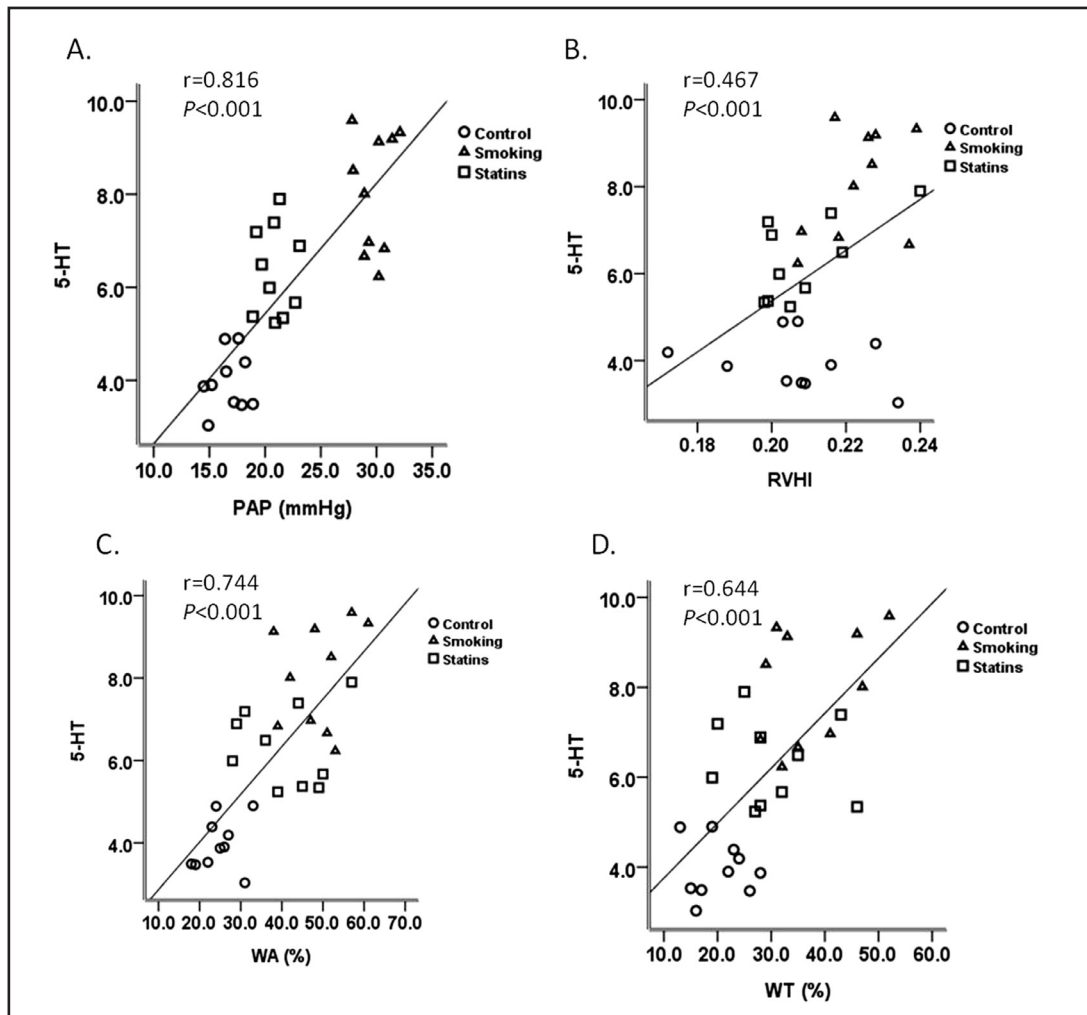 A.
r=0.816
P<0.001
10.0
8.0
6.0
4.0
5-HT
Control
Smoking
Statins
10.0 15.0 20.0 25.0 30.0 35.0
PAP (mmHg)
B.
r=0.467
P<0.001
10.0
8.0
6.0
4.0
5-HT
Control
Smoking
Statins
0.18 0.20 0.22 0.24
RVHI
C.
r=0.744
P<0.001
10.0
8.0
6.0
4.0
5-HT
Control
Smoking
Statins
10.0 20.0 30.0 40.0 50.0 60.0 70.0
WA (%)
D.
r=0.644
P<0.001
10.0
8.0
6.0
4.0
5-HT
Control
Smoking
Statins
10.0 20.0 30.0 40.0 50.0 60.0
WT (%)